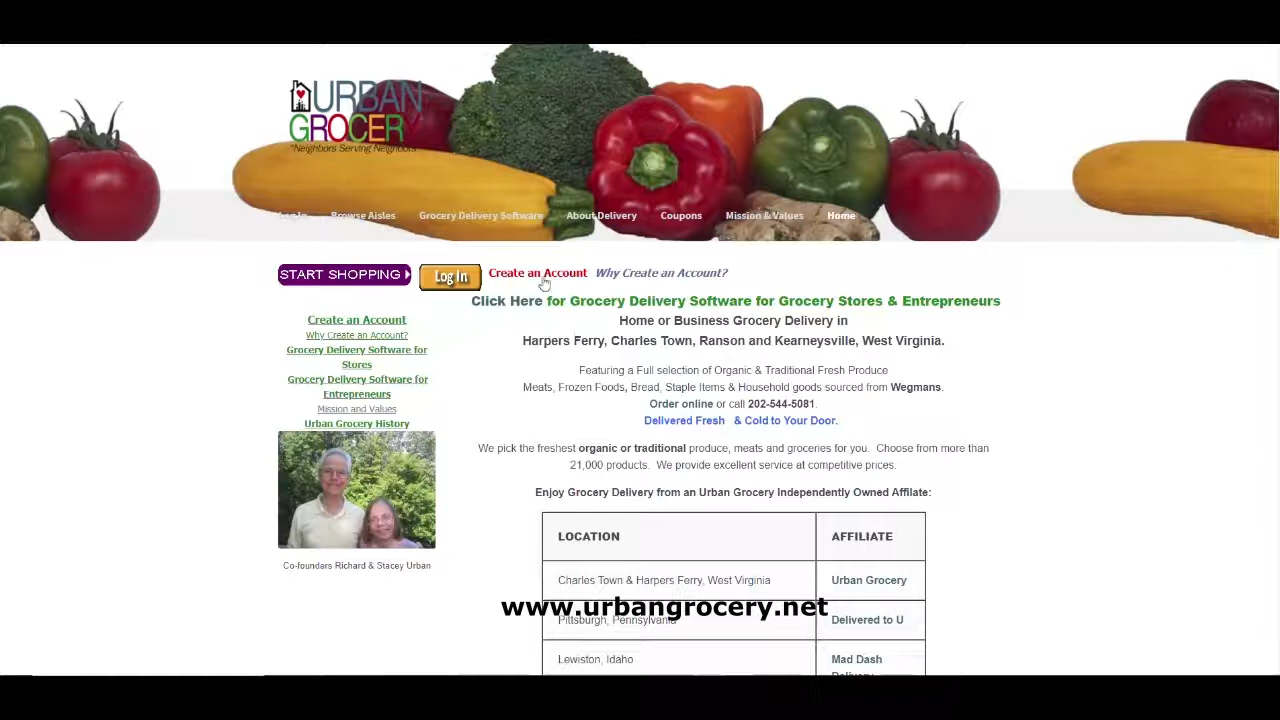 URBAN
GROCERY
"Neighbors Serving Neighbors"
Log In Browse Aisles Grocery Delivery Software About Delivery Coupons Mission & Values Home
START SHOPPING Log In Create an Account Why Create an Account?
Click Here for Grocery Delivery Software for Grocery Stores & Entrepreneurs
Home or Business Grocery Delivery in
Harpers Ferry, Charles Town, Ranson and Kearneysville, West Virginia.
Featuring a Full selection of Organic & Traditional Fresh Produce
Meats, Frozen Foods, Bread, Staple Items & Household goods sourced from Wegmans.
Order online or call 202-544-5081.
Delivered Fresh & Cold to Your Door.
We pick the freshest organic or traditional produce, meats and groceries for you. Choose from more than
21,000 products. We provide excellent service at competitive prices.
Enjoy Grocery Delivery from an Urban Grocery Independently Owned Affilate:
LOCATION AFFILIATE
Charles Town & Harpers Ferry, West Virginia Urban Grocery
www.urbangrocery.net
Pittsburgh, Pennsylvania Delivered to U
Lewiston, Idaho Mad Dash
Delivery
Create an Account
Why Create an Account?
Grocery Delivery Software for
Stores
Grocery Delivery Software for
Entrepreneurs
Mission and Values
Urban Grocery History
Co-founders Richard & Stacey Urban